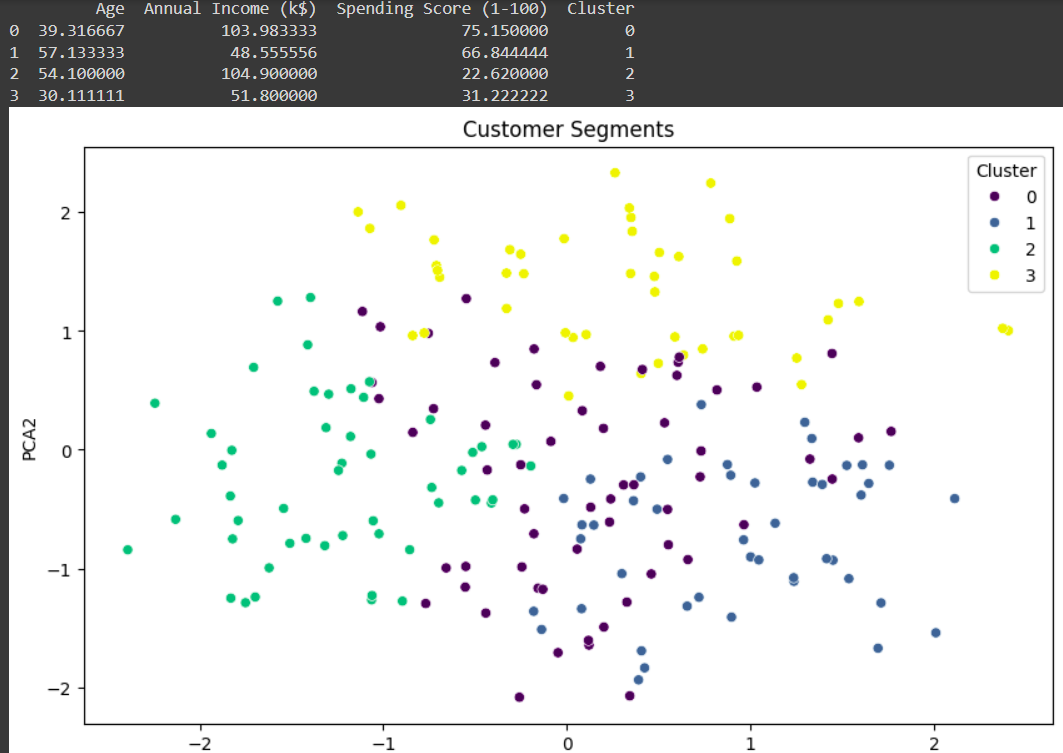 Age Annual Income (k$) Spending Score (1-100) Cluster
0 39.316667 103.983333 75.150000 0
1 57.133333 48.555556 66.844444 1
2 54.100000 104.900000 22.620000 2
3 30.111111 51.800000 31.222222 3
Customer Segments
Cluster
0
1
2
3
PCA2
2
1
0
−1
−2
−2 −1 0 1 2